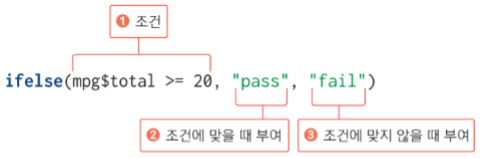 ❶ 조건
ifelse(mpg$total >= 20, "pass", "fail")
❷ 조건에 맞을 때 부여
❸ 조건에 맞지 않을 때 부여